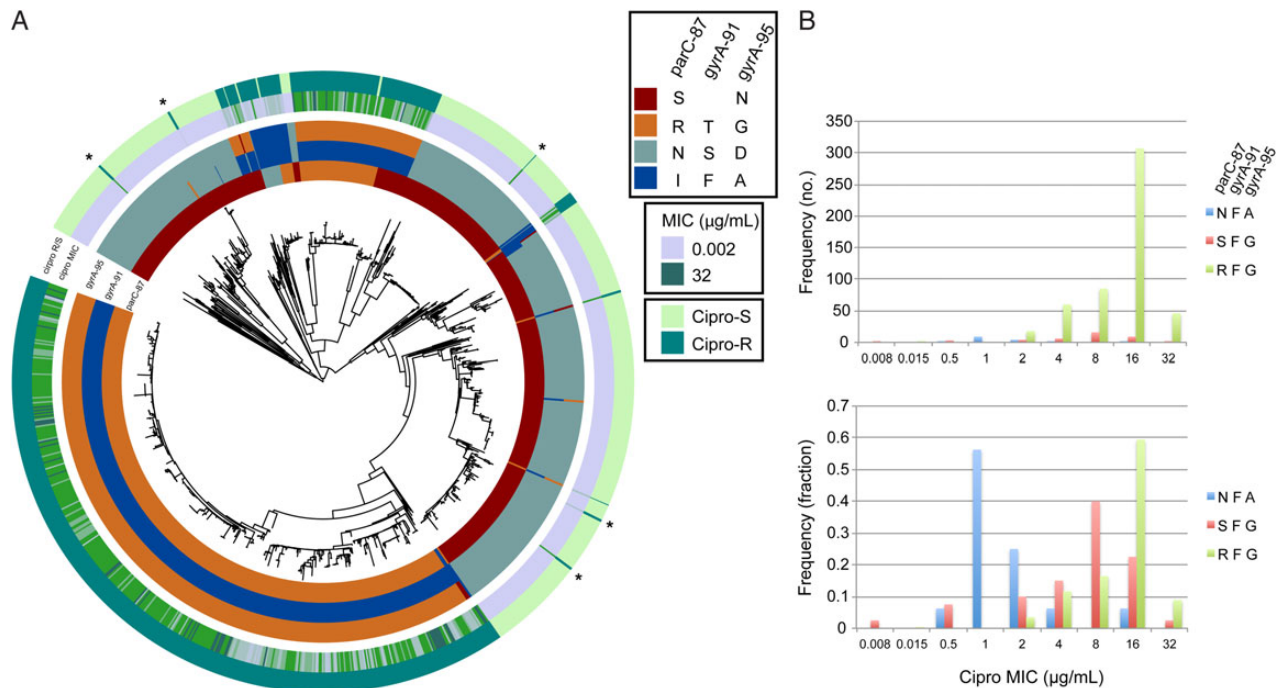 A
*
*
*
*
*
cirpro R/S
cipro MIC
gyrA-95
gyrA-91
parC-87
parC-87
gyrA-91
gyrA-95
S N
R T G
N S D
I F A
MIC (µg/mL)
0.002
32
Cipro-S
Cipro-R
B
Frequency (no.)
350
300
250
200
150
100
50
0
0.008 0.015 0.5 1 2 4 8 16 32
parC-87
gyrA-91
gyrA-95
N F A
S F G
R F G
Frequency (fraction)
0.7
0.6
0.5
0.4
0.3
0.2
0.1
0
0.008 0.015 0.5 1 2 4 8 16 32
Cipro MIC (µg/mL)
N F A
S F G
R F G